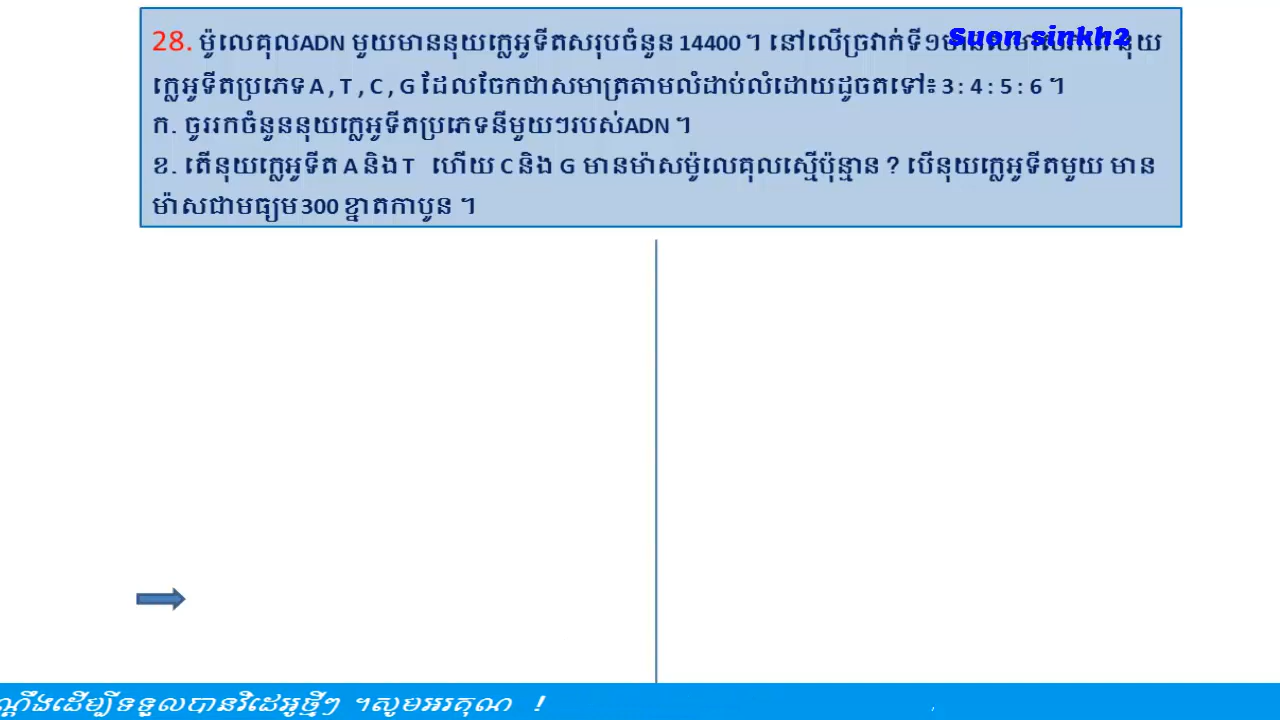 28. ម៉ូលេគុលADN មួយមាននុយក្លេអូទីតសរុបចំនួន 14400 ។ នៅលើច្រវាក់ទី១ នុយ
Suon sinkh2
ក្លេអូទីតប្រភេទ A , T , C , G ដែលចែកជាសមាត្រតាមលំដាប់លំដោយដូចតទៅ៖ 3 : 4 : 5 : 6 ។
ក. ចូររកចំនួននុយក្លេអូទីតប្រភេទនីមួយៗរបស់ADN ។
ខ. តើនុយក្លេអូទីត A និង T ហើយ C និង G មានម៉ាសម៉ូលេគុលស្មើប៉ុន្មាន ? បើនុយក្លេអូទីតមួយ មាន
ម៉ាសជាមធ្យម300 ខ្នាតកាបូន ។
ណ្ដឹងដើម្បីទទួលបានវិដេអូថ្មីៗ ។សូមអរគុណ !